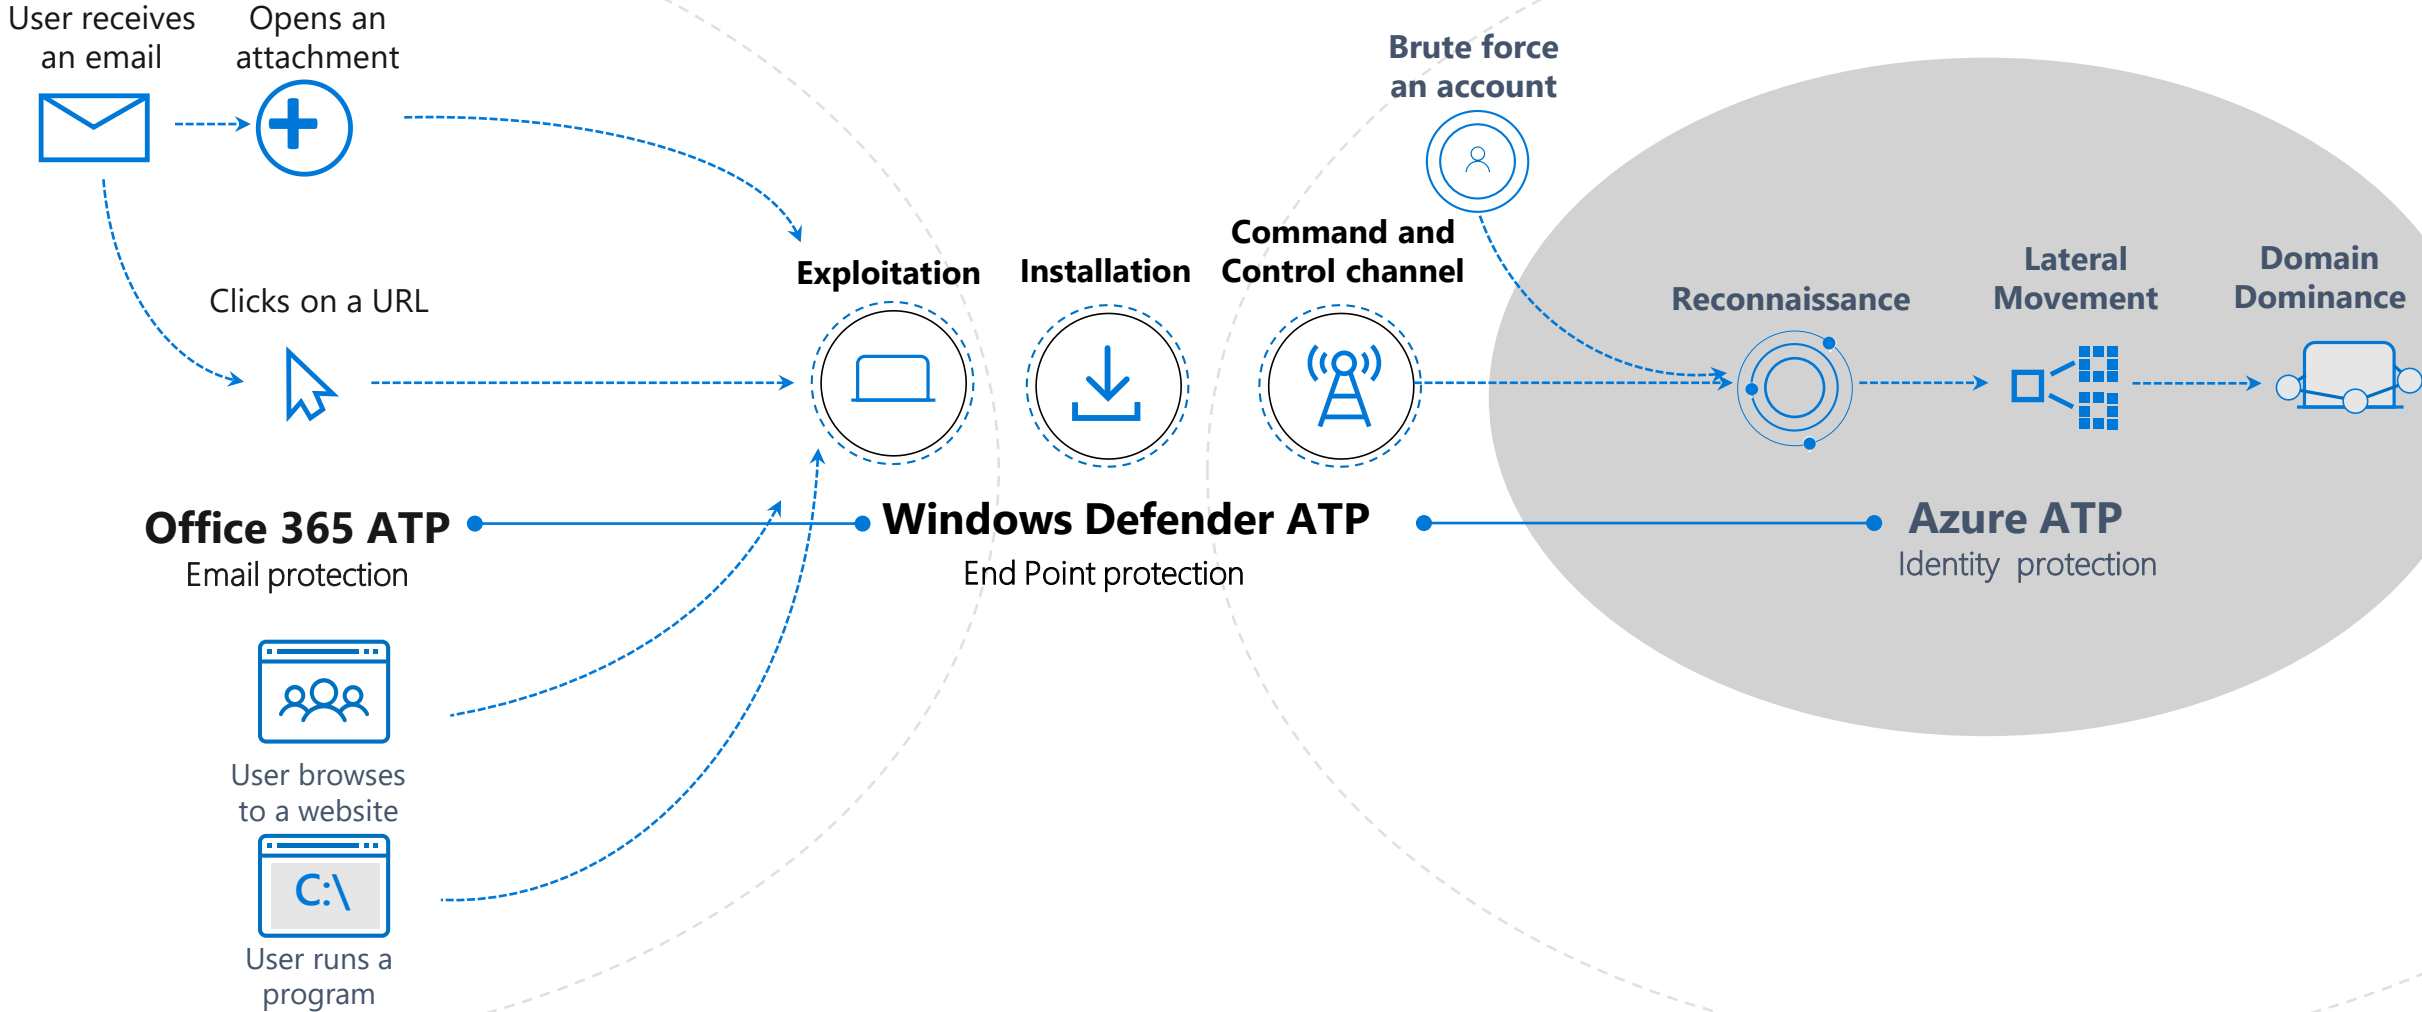 User receives
an email
Opens an
attachment
Brute force
an account
Clicks on a URL
Exploitation
Installation
Command and
Control channel
Reconnaissance
Lateral
Movement
Domain
Dominance
Office 365 ATP
Email protection
Windows Defender ATP
End Point protection
Azure ATP
Identity protection
User browses
to a website
C:\
User runs a
program